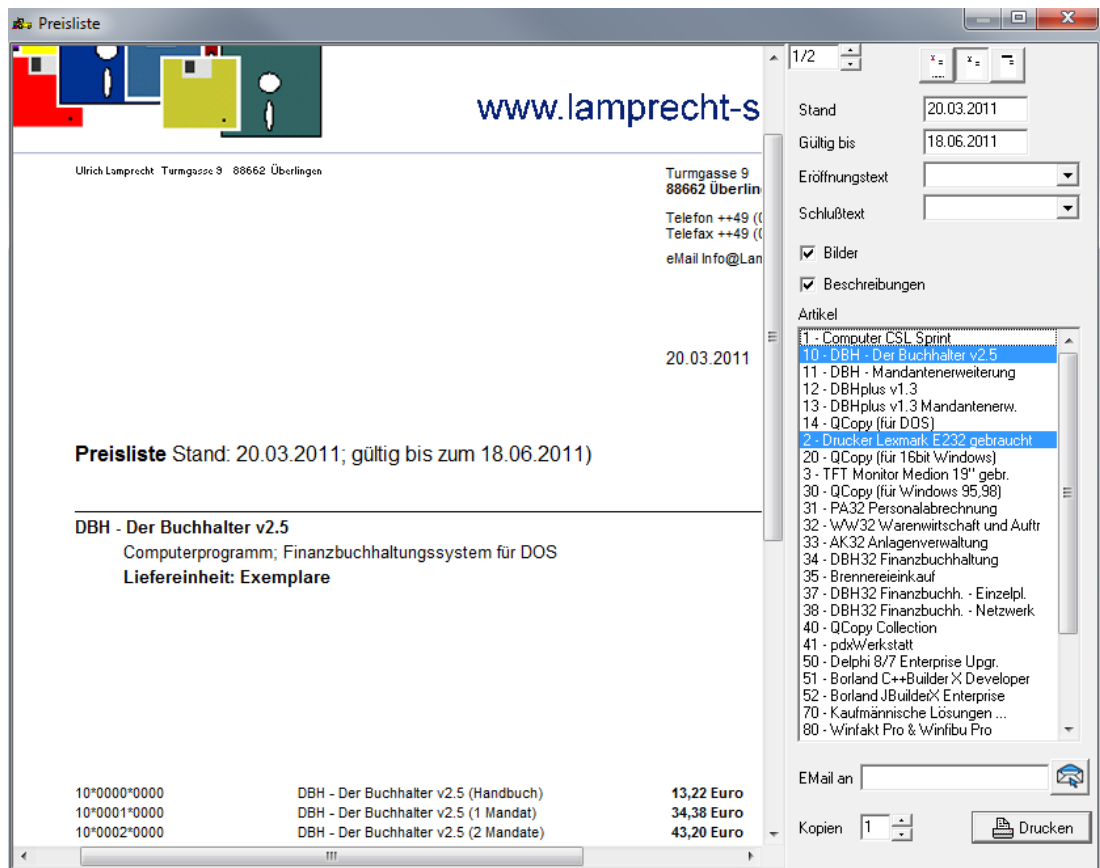 Preisliste
www.lamprecht-s
Ulrich Lamprecht Turmgasse 9 88662 Überlingen
Turmgasse 9
88662 Überlin
Telefon ++49 (0
Telefax ++49 (0
eMail Info@Lan
20.03.2011
Preisliste Stand: 20.03.2011; gültig bis zum 18.06.2011)
DBH - Der Buchhalter v2.5
Computerprogramm; Finanzbuchhaltungssystem für DOS
Liefereinheit: Exemplare
10*0000*0000 DBH - Der Buchhalter v2.5 (Handbuch) 13,22 Euro
10*0001*0000 DBH - Der Buchhalter v2.5 (1 Mandat) 34,38 Euro
10*0002*0000 DBH - Der Buchhalter v2.5 (2 Mandate) 43,20 Euro
1/2
Stand 20.03.2011
Gültig bis 18.06.2011
Eröffnungstext
Schlußtext
Bilder
Beschreibungen
Artikel
1 - Computer CSL Sprint
10 - DBH - Der Buchhalter v2.5
11 - DBH - Mandantenerweiterung
12 - DBHplus v1.3
13 - DBHplus v1.3 Mandantenerw.
14 - QCopy (für DOS)
2 - Drucker Lexmark E232 gebraucht
20 - QCopy (für 16bit Windows)
3 - TFT Monitor Medion 19'' gebr.
30 - QCopy (für Windows 95,98)
31 - PA32 Personalabrechnung
32 - WW32 Warenwirtschaft und Auftr
33 - AK32 Anlagenverwaltung
34 - DBH32 Finanzbuchhaltung
35 - Brennereieinkauf
37 - DBH32 Finanzbuchh. - Einzelpl.
38 - DBH32 Finanzbuchh. - Netzwerk
40 - QCopy Collection
41 - pdxWerkstatt
50 - Delphi 8/7 Enterprise Upgr.
51 - Borland C++Builder X Developer
52 - Borland JBuilderX Enterprise
70 - Kaufmännische Lösungen ...
80 - Winfakt Pro & Winfibu Pro
EMail an
Kopien 1 Drucken